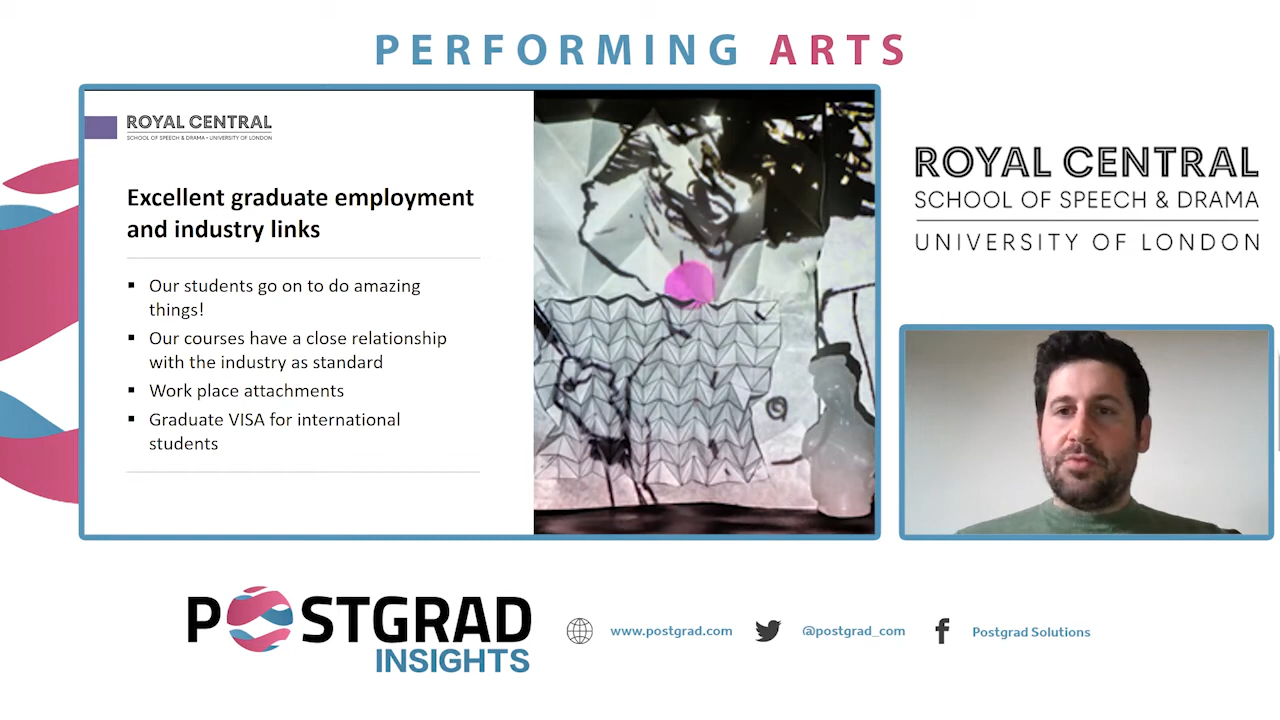 PERFORMING ARTS
ROYAL CENTRAL
SCHOOL OF SPEECH & DRAMA • UNIVERSITY OF LONDON
Excellent graduate employment
and industry links
▪ Our students go on to do amazing
things!
▪ Our courses have a close relationship
with the industry as standard
▪ Work place attachments
▪ Graduate VISA for international
students
ROYAL CENTRAL
SCHOOL OF SPEECH & DRAMA
UNIVERSITY OF LONDON
POSTGRAD
INSIGHTS
www.postgrad.com
@postgrad_com
Postgrad Solutions